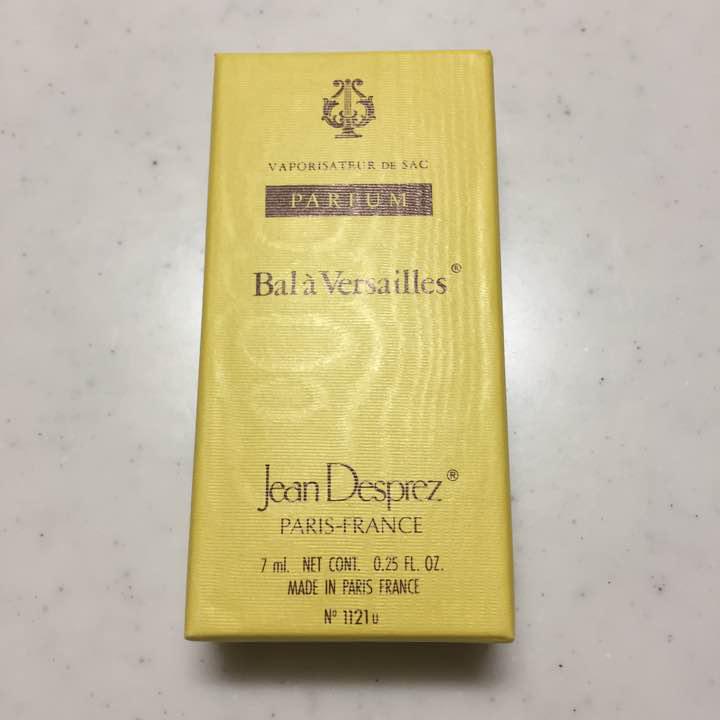 VAPORISATEUR DE SAC
PARFUM
Bal à Versailles®
Jean Desprez®
PARIS-FRANCE
7 ml. NET CONT. 0.25 FL. OZ.
MADE IN PARIS FRANCE
Nº 1121 U